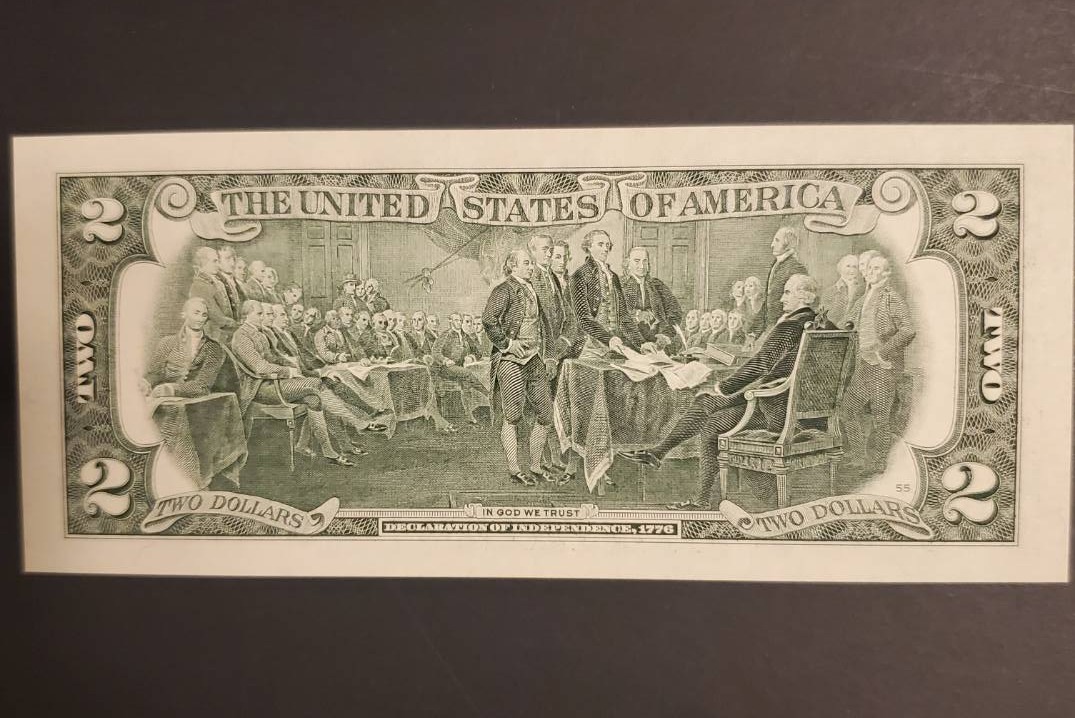 THE UNITED STATES OF AMERICA
2
2
TWO
TWO
2
2
55
TWO DOLLARS
TWO DOLLARS
IN GOD WE TRUST
DECLARATION OF INDEPENDENCE, 1776